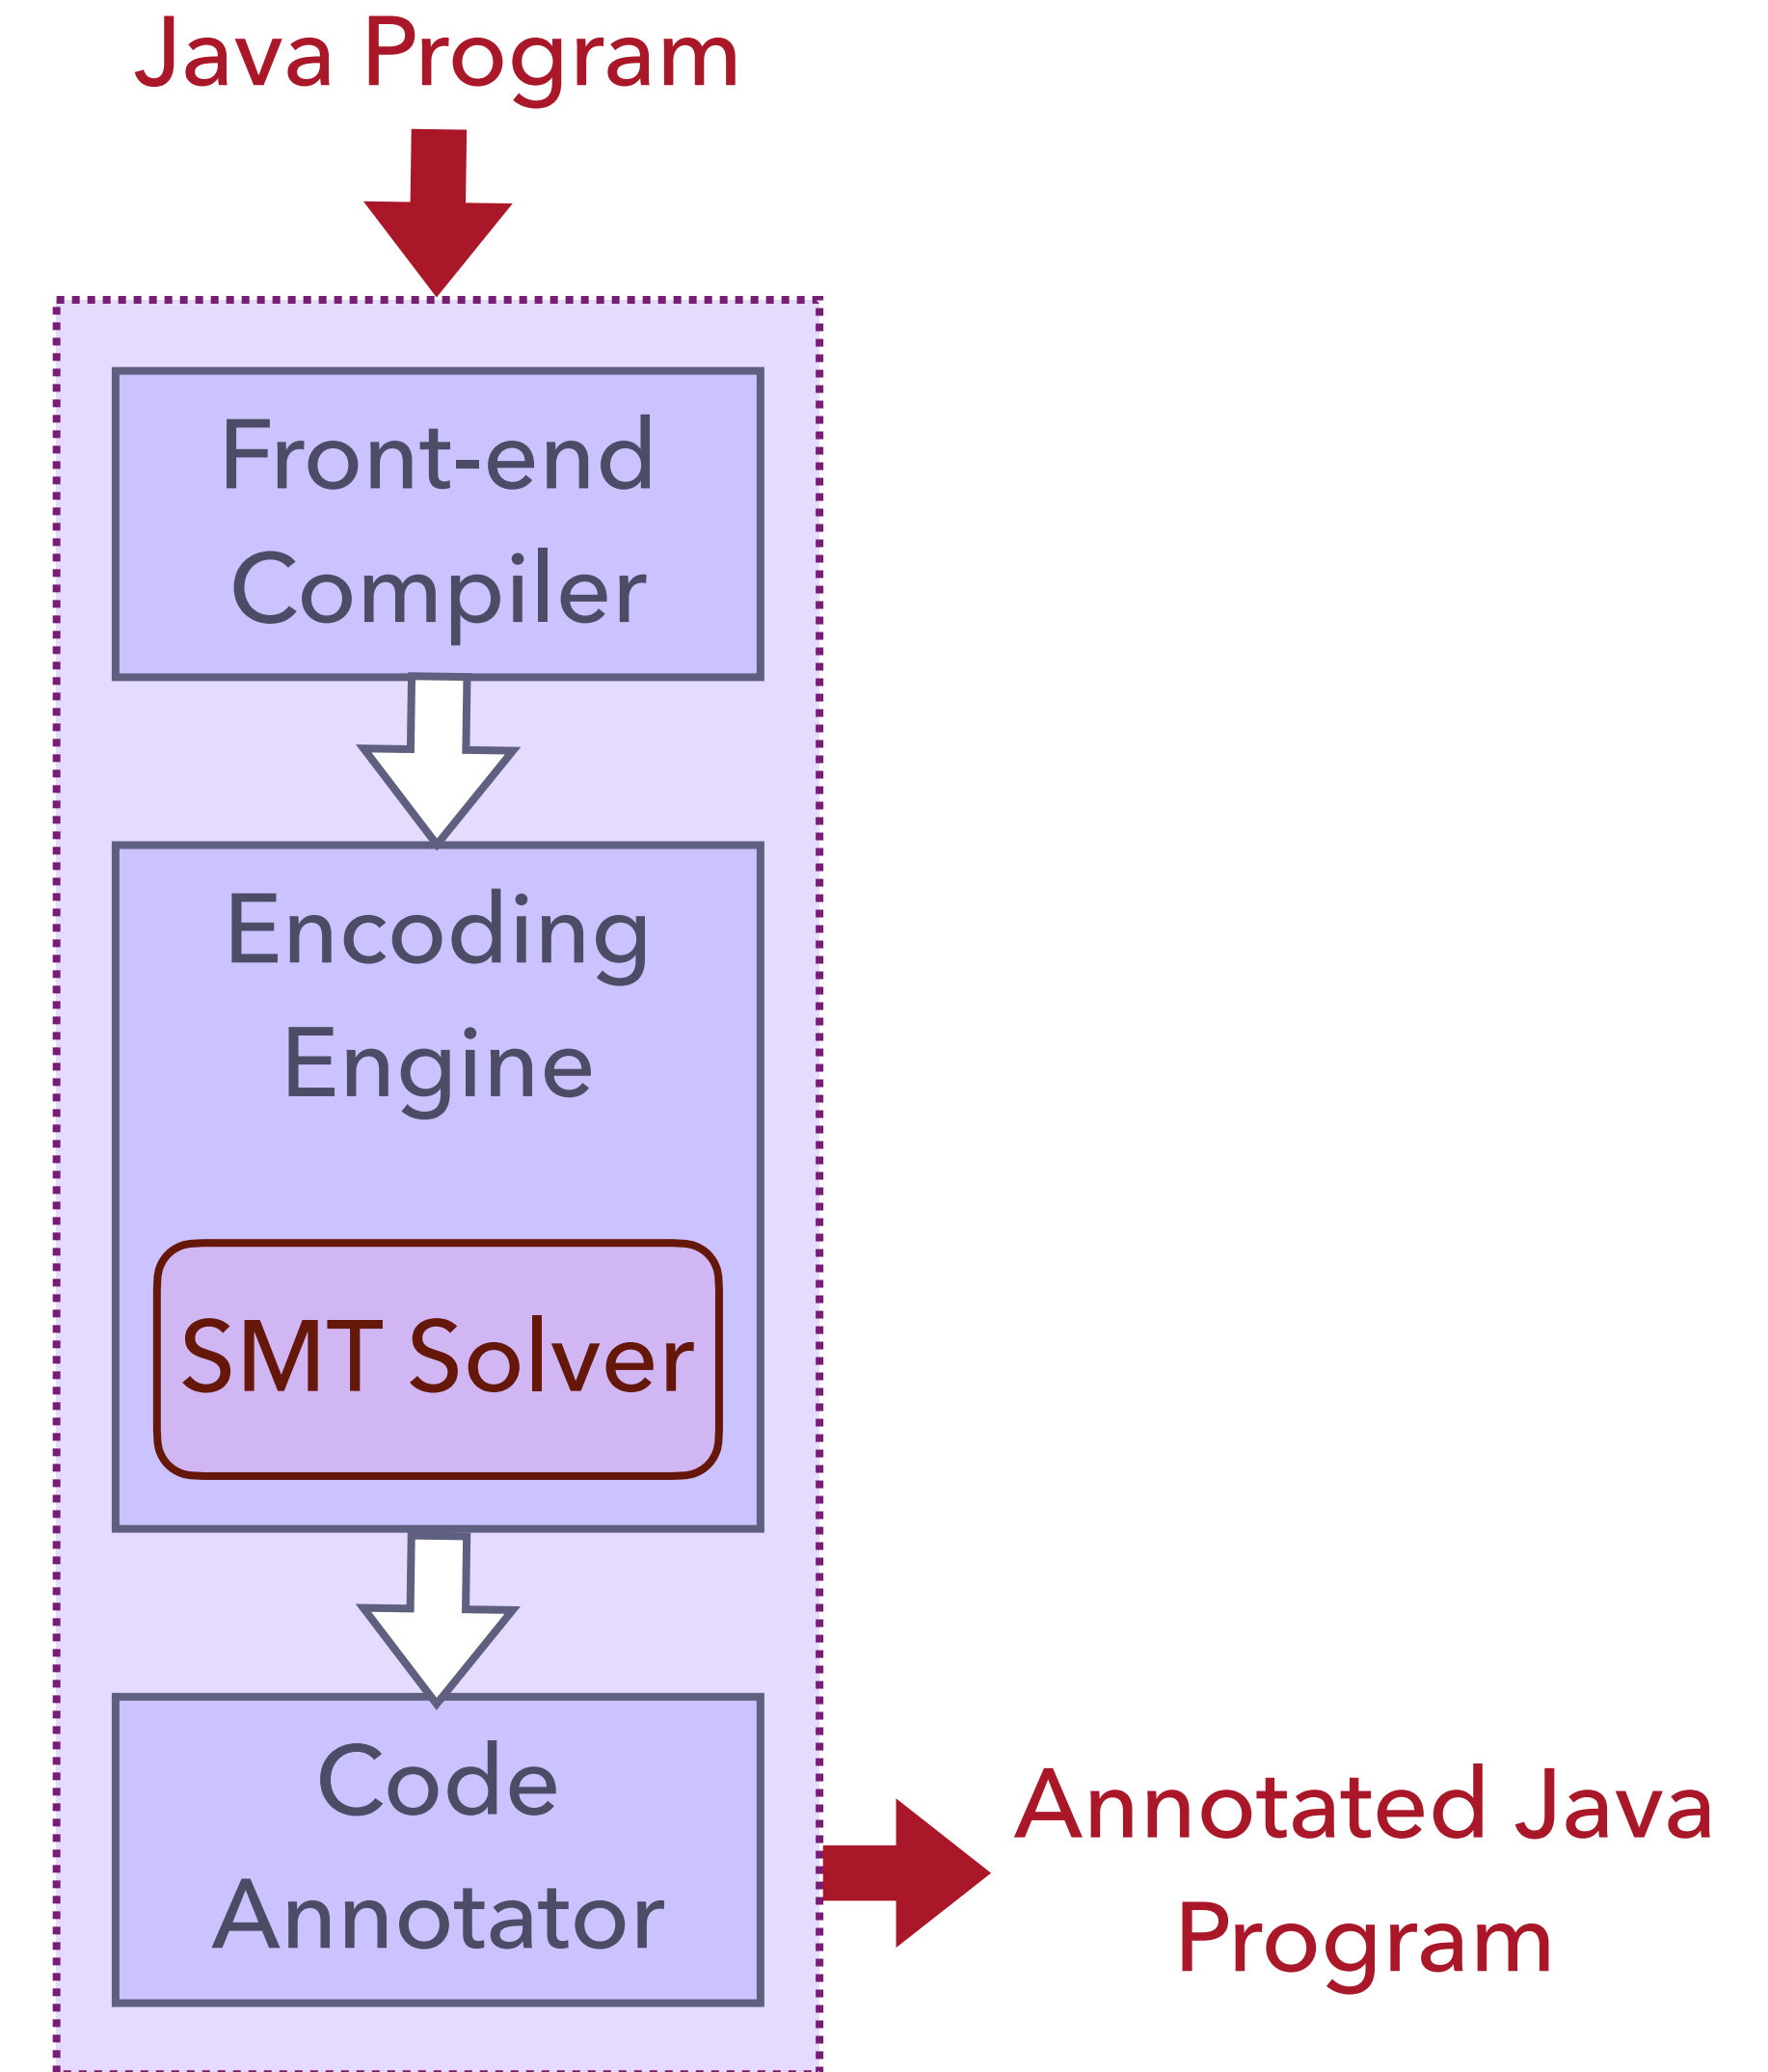 Java Program
Front-end
Compiler
Encoding
Engine
SMT Solver
Code
Annotator
Annotated Java
Program